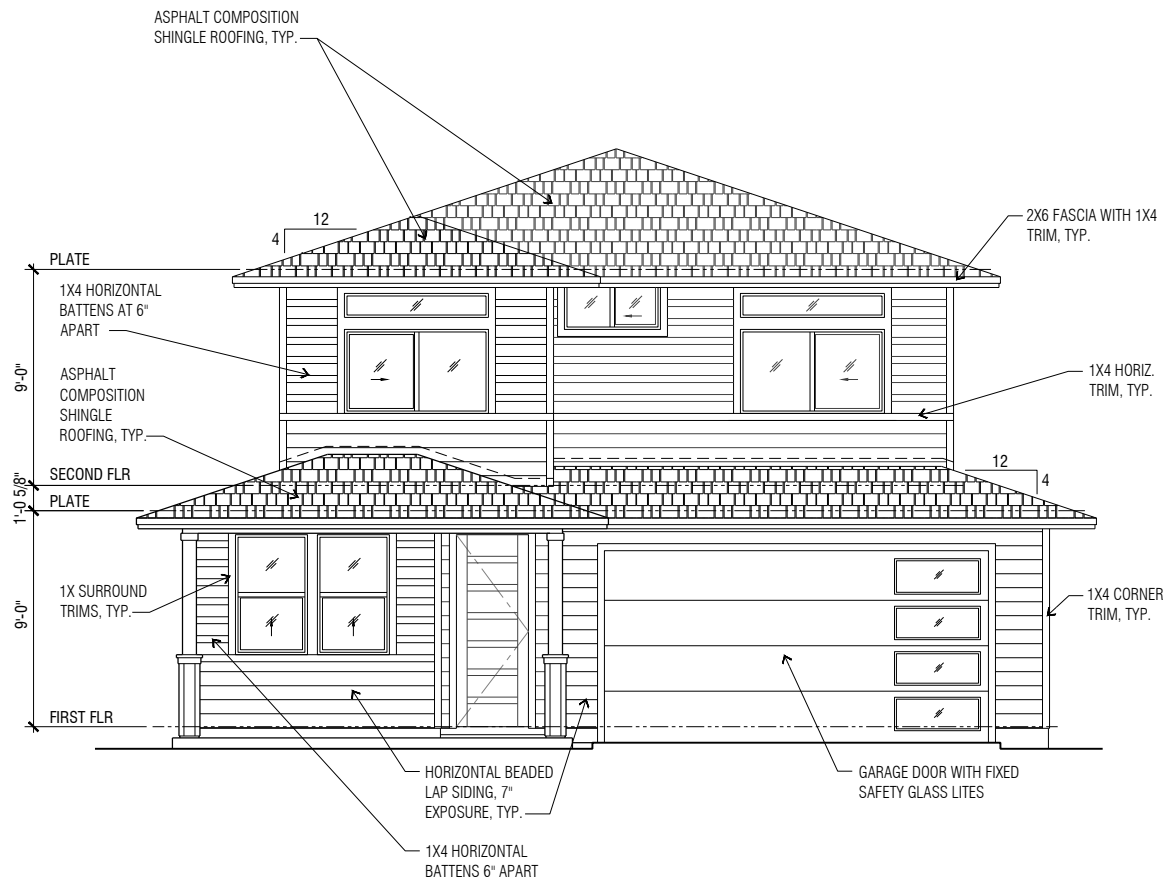 ASPHALT COMPOSITION
SHINGLE ROOFING, TYP.
12
4
2X6 FASCIA WITH 1X4
TRIM, TYP.
PLATE
1X4 HORIZONTAL
BATTENS AT 6"
APART
9'-0"
ASPHALT
COMPOSITION
SHINGLE
ROOFING, TYP.
1X4 HORIZ.
TRIM, TYP.
SECOND FLR
12
4
1'-0 5/8"
PLATE
9'-0"
1X SURROUND
TRIMS, TYP.
1X4 CORNER
TRIM, TYP.
FIRST FLR
HORIZONTAL BEADED
LAP SIDING, 7"
EXPOSURE, TYP.
GARAGE DOOR WITH FIXED
SAFETY GLASS LITES
1X4 HORIZONTAL
BATTENS 6" APART